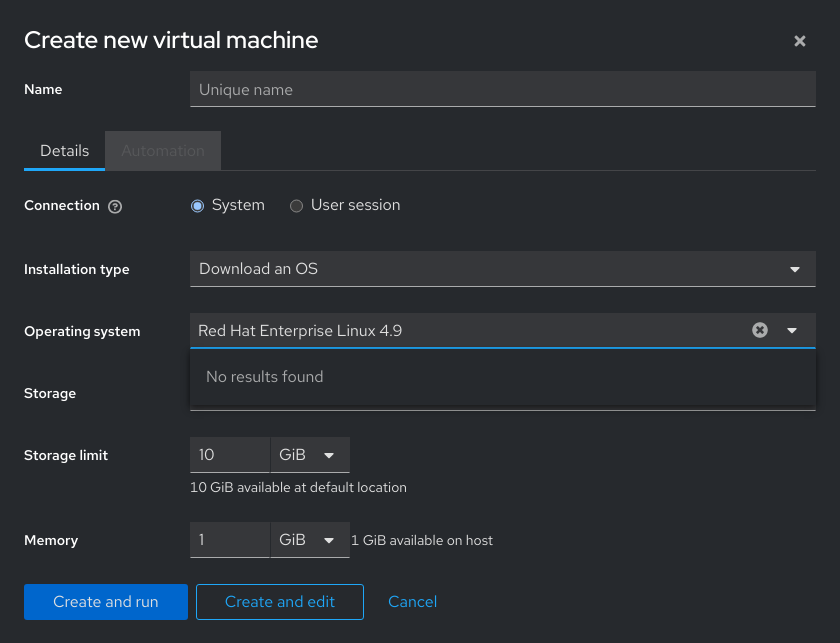 Create new virtual machine
Name
Unique name
Details
Automation
Connection
System
User session
Installation type
Download an OS
Operating system
Red Hat Enterprise Linux 4.9
No results found
Storage
Storage limit
10
GiB
10 GiB available at default location
Memory
1
GiB
1 GiB available on host
Create and run
Create and edit
Cancel